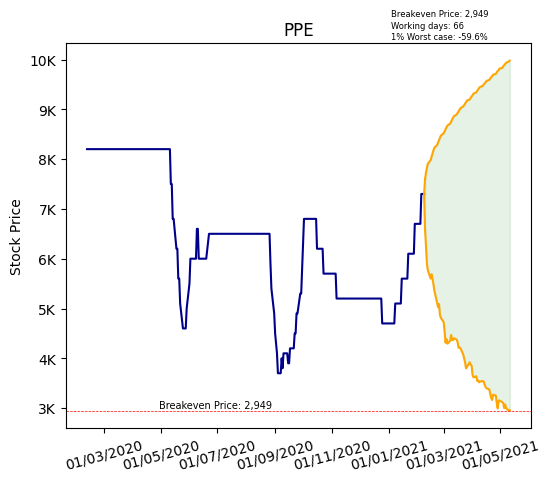 Breakeven Price: 2,949
Working days: 66
1% Worst case: -59.6%
PPE
10K
9K
8K
7K
6K
5K
4K
3K
Stock Price
Breakeven Price: 2,949
01/03/2020 01/05/2020 01/07/2020 01/09/2020 01/11/2020 01/01/2021 01/03/2021 01/05/2021